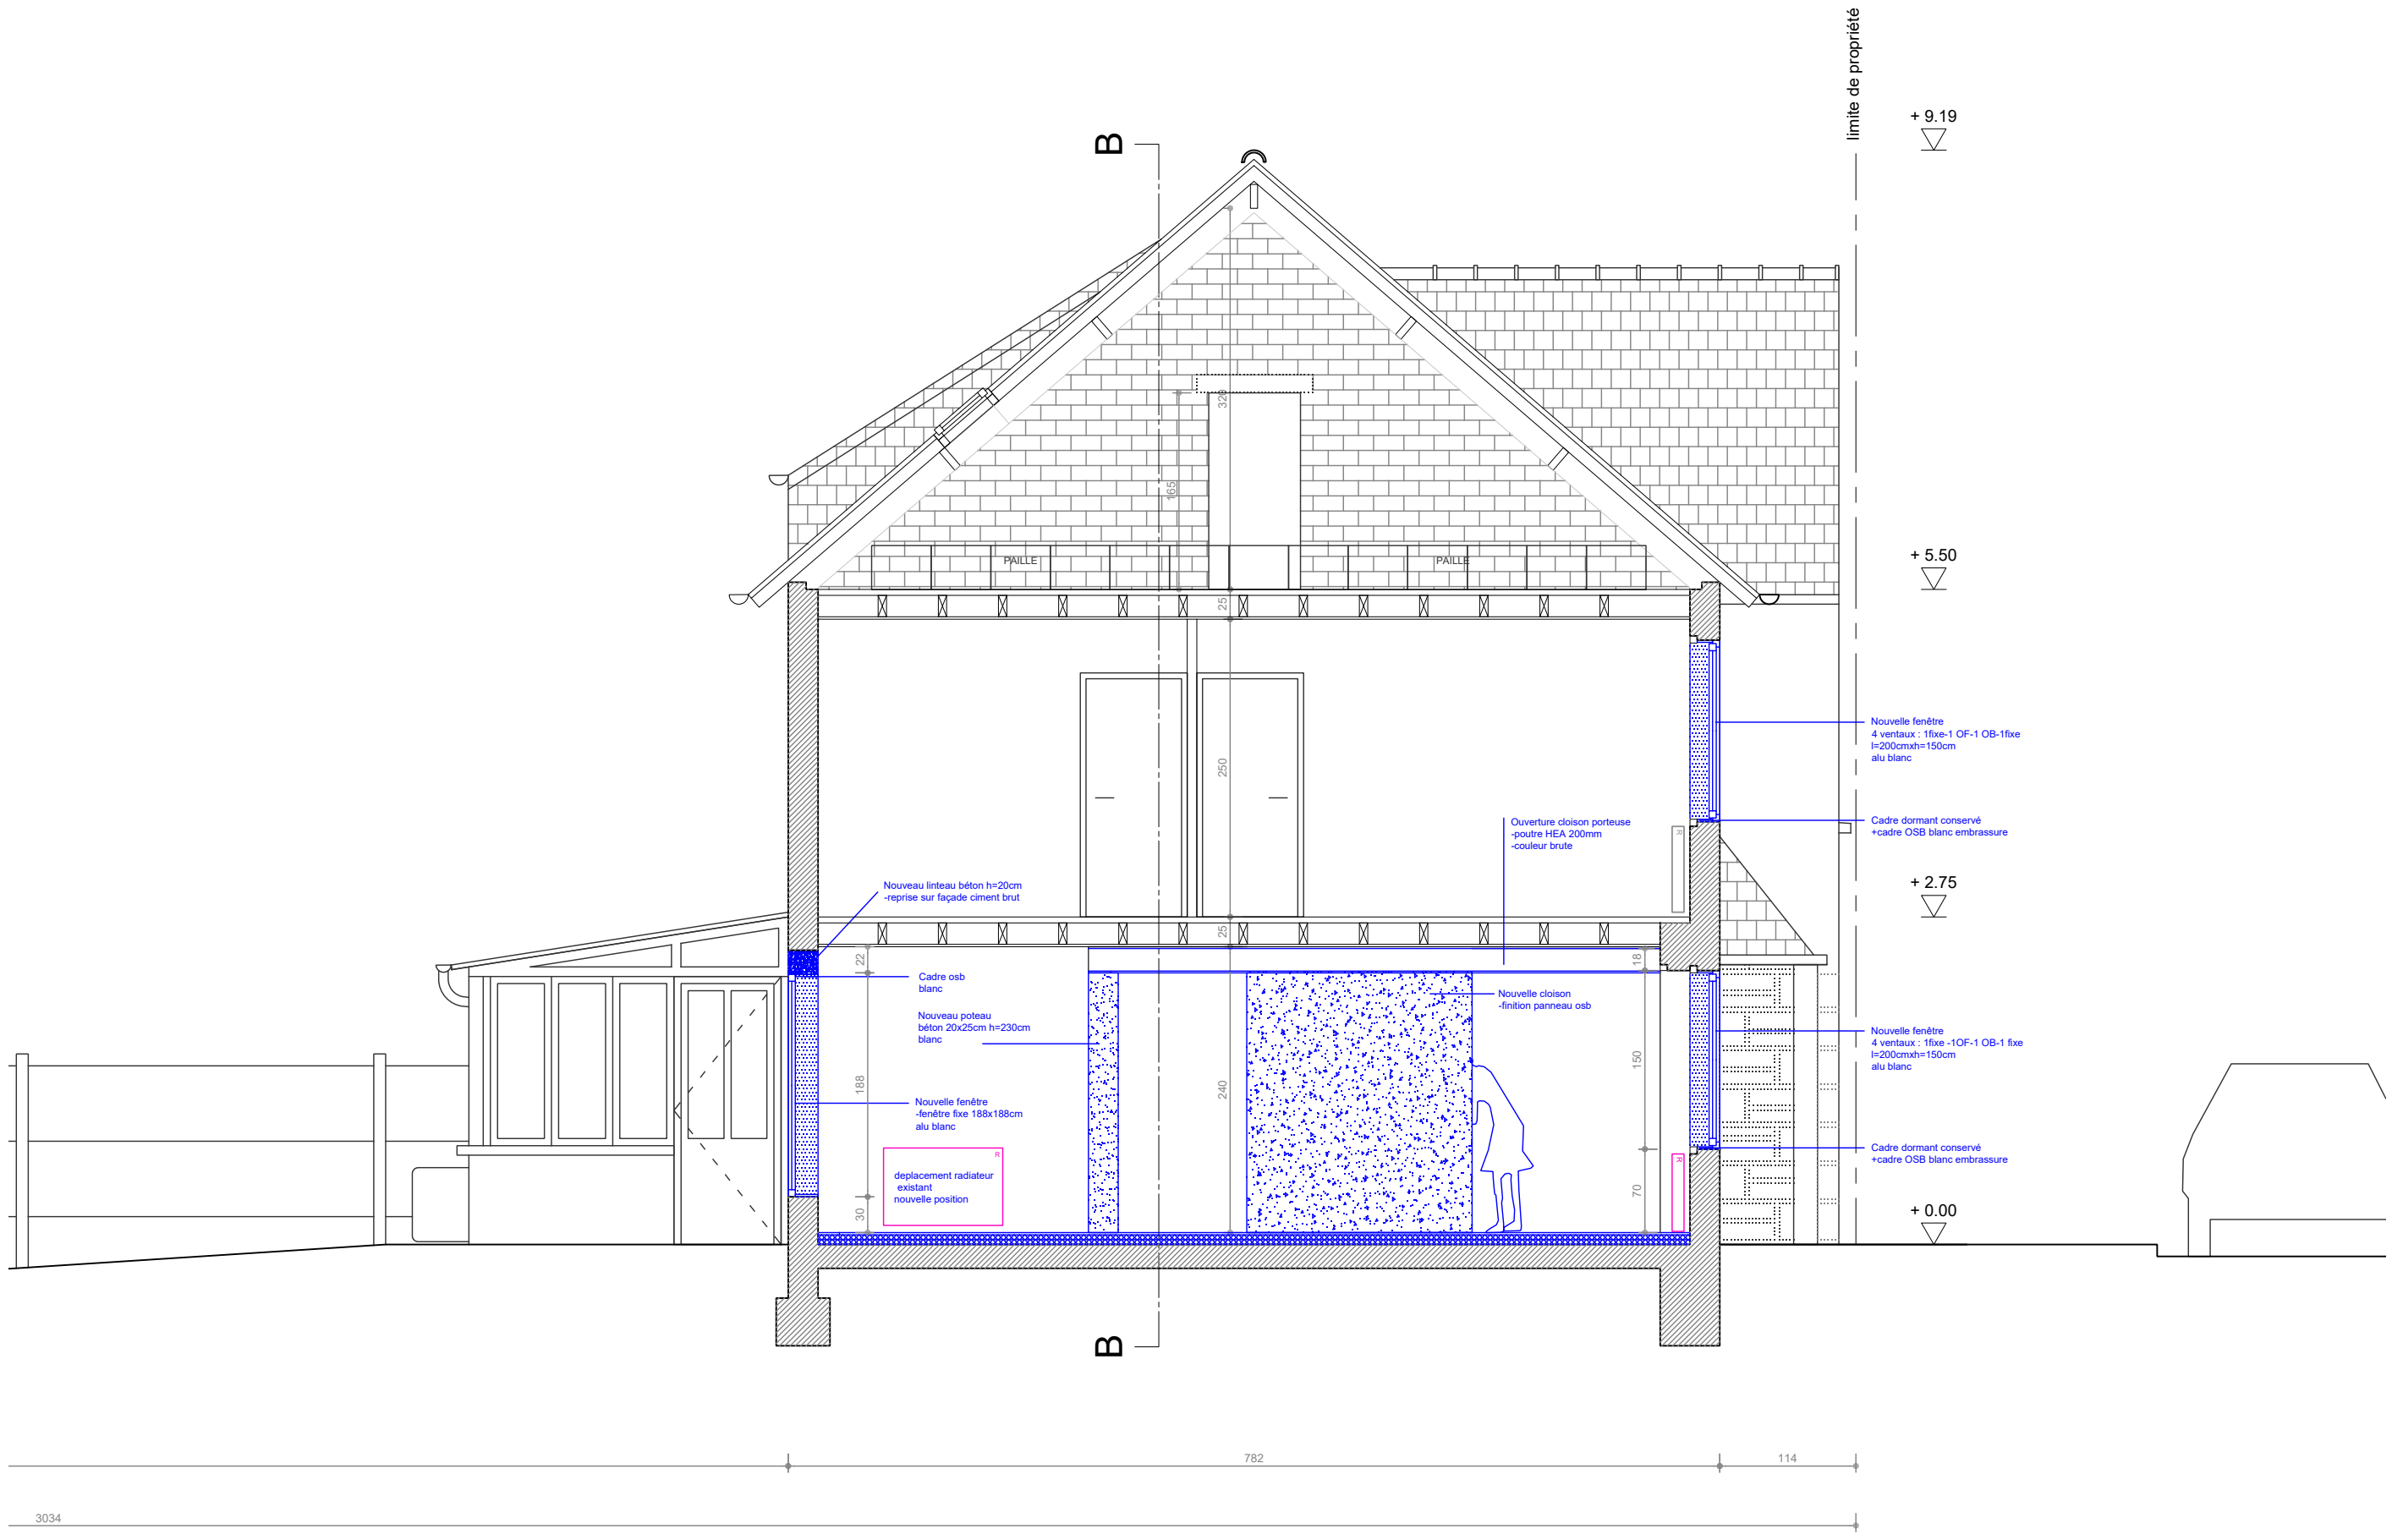 limite de propriété
+ 9.19
B
320
165
+ 5.50
PAILLE
PAILLE
25
Nouvelle fenêtre
4 ventaux : 1fixe-1 OF-1 OB-1fixe
l=200cmxh=150cm
alu blanc
250
Ouverture cloison porteuse
-poutre HEA 200mm
-couleur brute
R
Cadre dormant conservé
+cadre OSB blanc embrassure
+ 2.75
Nouveau linteau béton h=20cm
-reprise sur façade ciment brut
25
22
18
Cadre osb
blanc
Nouvelle cloison
-finition panneau osb
Nouveau poteau
béton 20x25cm h=230cm
blanc
Nouvelle fenêtre
4 ventaux : 1fixe -1OF-1 OB-1 fixe
l=200cmxh=150cm
alu blanc
188
240
150
Nouvelle fenêtre
-fenêtre fixe 188x188cm
alu blanc
R
deplacement radiateur
existant
nouvelle position
R
Cadre dormant conservé
+cadre OSB blanc embrassure
70
30
+ 0.00
B
782
114
3034